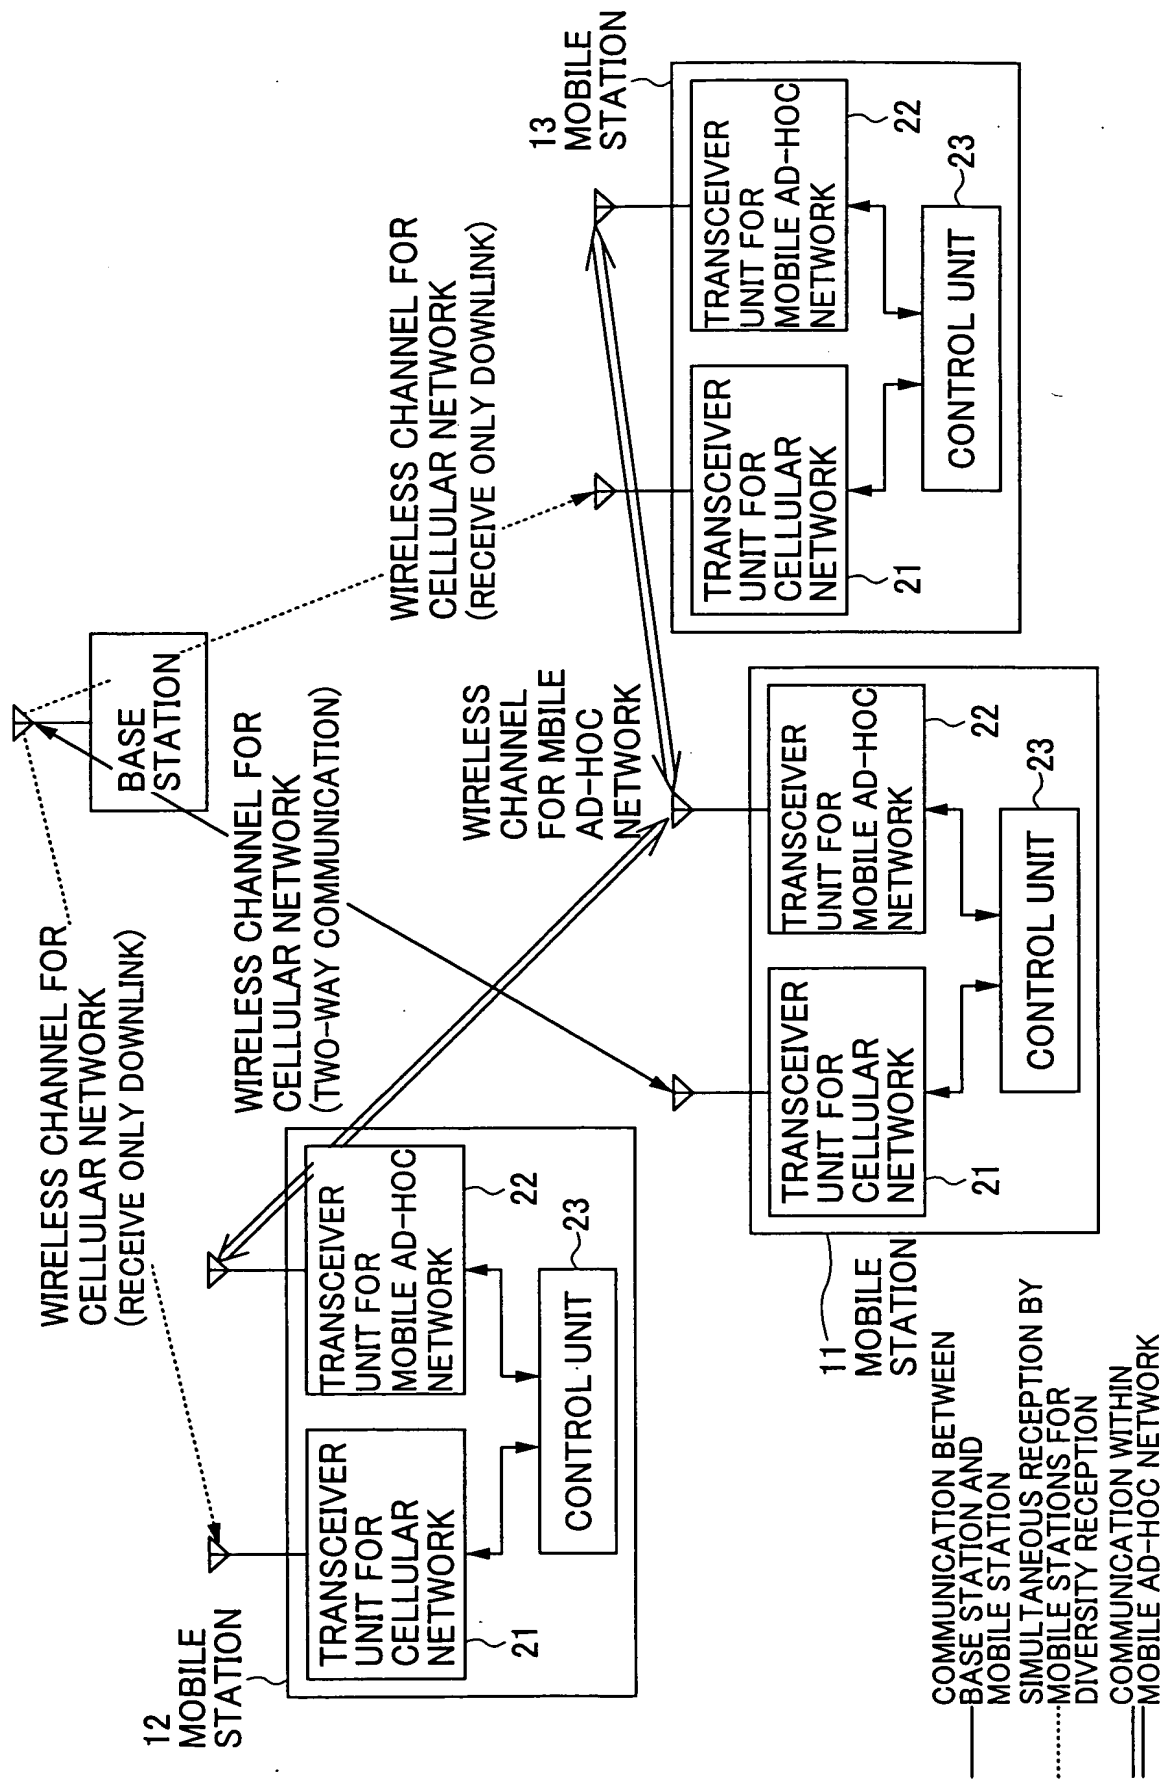 BASE
STATION
WIRELESS CHANNEL FOR
CELLULAR NETWORK
(RECEIVE ONLY DOWNLINK)
WIRELESS CHANNEL FOR
CELLULAR NETWORK
(TWO-WAY COMMUNICATION)
WIRELESS CHANNEL FOR
CELLULAR NETWORK
(RECEIVE ONLY DOWNLINK)
WIRELESS
CHANNEL
FOR MBILE
AD-HOC
NETWORK
12
MOBILE
STATION
TRANSCEIVER
UNIT FOR
CELLULAR
NETWORK
21
TRANSCEIVER
UNIT FOR
MOBILE AD-HOC
NETWORK
22
CONTROL UNIT
23
11
MOBILE
STATION
TRANSCEIVER
UNIT FOR
CELLULAR
NETWORK
21
TRANSCEIVER
UNIT FOR
MOBILE AD-HOC
NETWORK
22
CONTROL UNIT
23
13
MOBILE
STATION
TRANSCEIVER
UNIT FOR
CELLULAR
NETWORK
21
TRANSCEIVER
UNIT FOR
MOBILE AD-HOC
NETWORK
22
CONTROL UNIT
23
COMMUNICATION BETWEEN
BASE STATION AND
MOBILE STATION
SIMULTANEOUS RECEPTION BY
MOBILE STATIONS FOR
DIVERSITY RECEPTION
COMMUNICATION WITHIN
MOBILE AD-HOC NETWORK